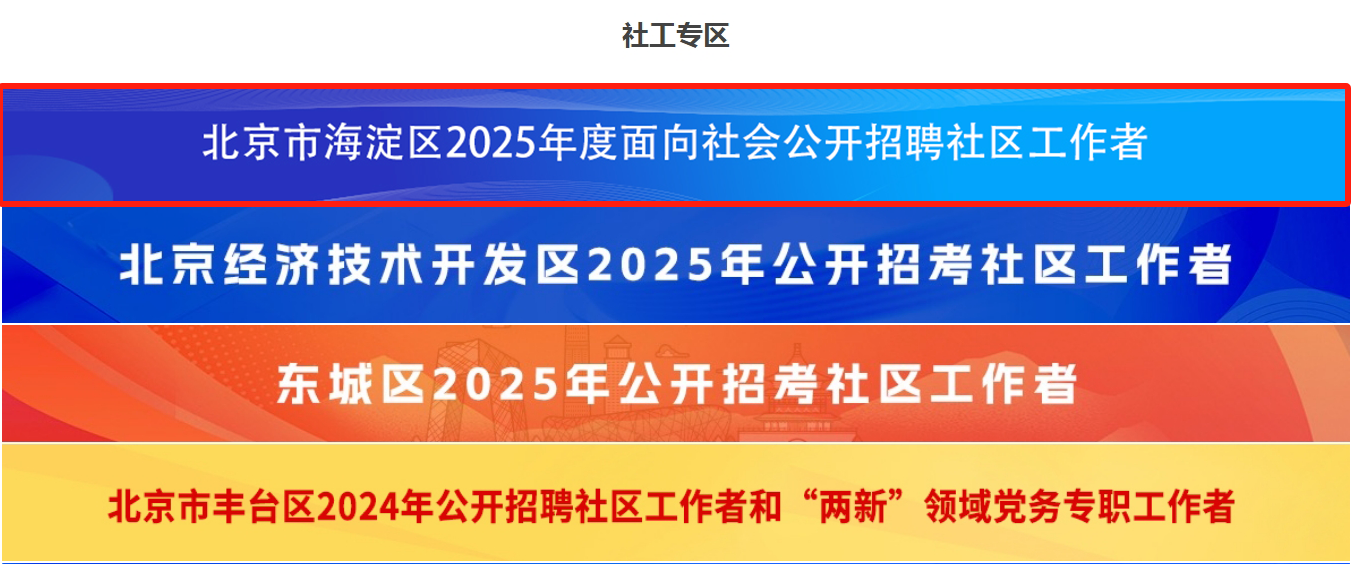 社工专区
北京市海淀区2025年度面向社会公开招聘社区工作者
北京经济技术开发区2025年公开招考社区工作者
东城区2025年公开招考社区工作者
北京市丰台区2024年公开招聘社区工作者和“两新”领域党务专职工作者